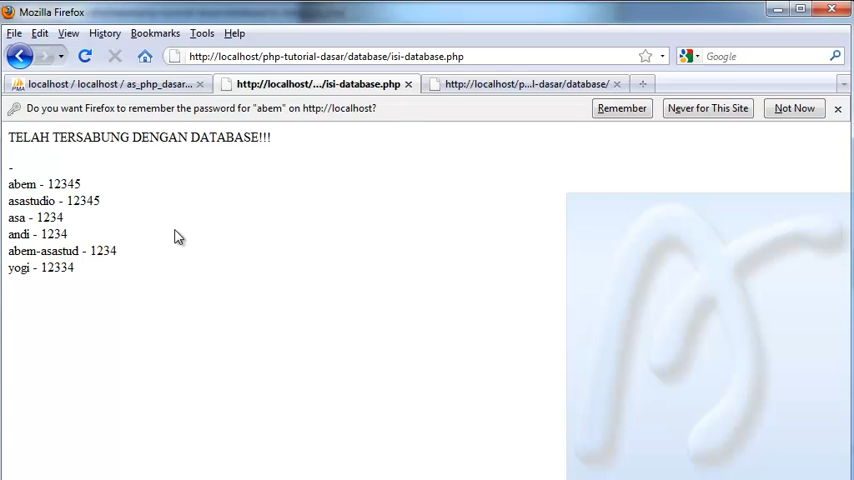 Mozilla Firefox
File Edit View History Bookmarks Tools Help
http://localhost/php-tutorial-dasar/database/isi-database.php
Google
PMA localhost / localhost / as_php_dasar...
http://localhost/.../isi-database.php
http://localhost/p...l-dasar/database/
Do you want Firefox to remember the password for "abem" on http://localhost?
Remember Never for This Site Not Now
TELAH TERSABUNG DENGAN DATABASE!!!
-
abem - 12345
asastudio - 12345
asa - 1234
andi - 1234
abem-asastud - 1234
yogi - 12334